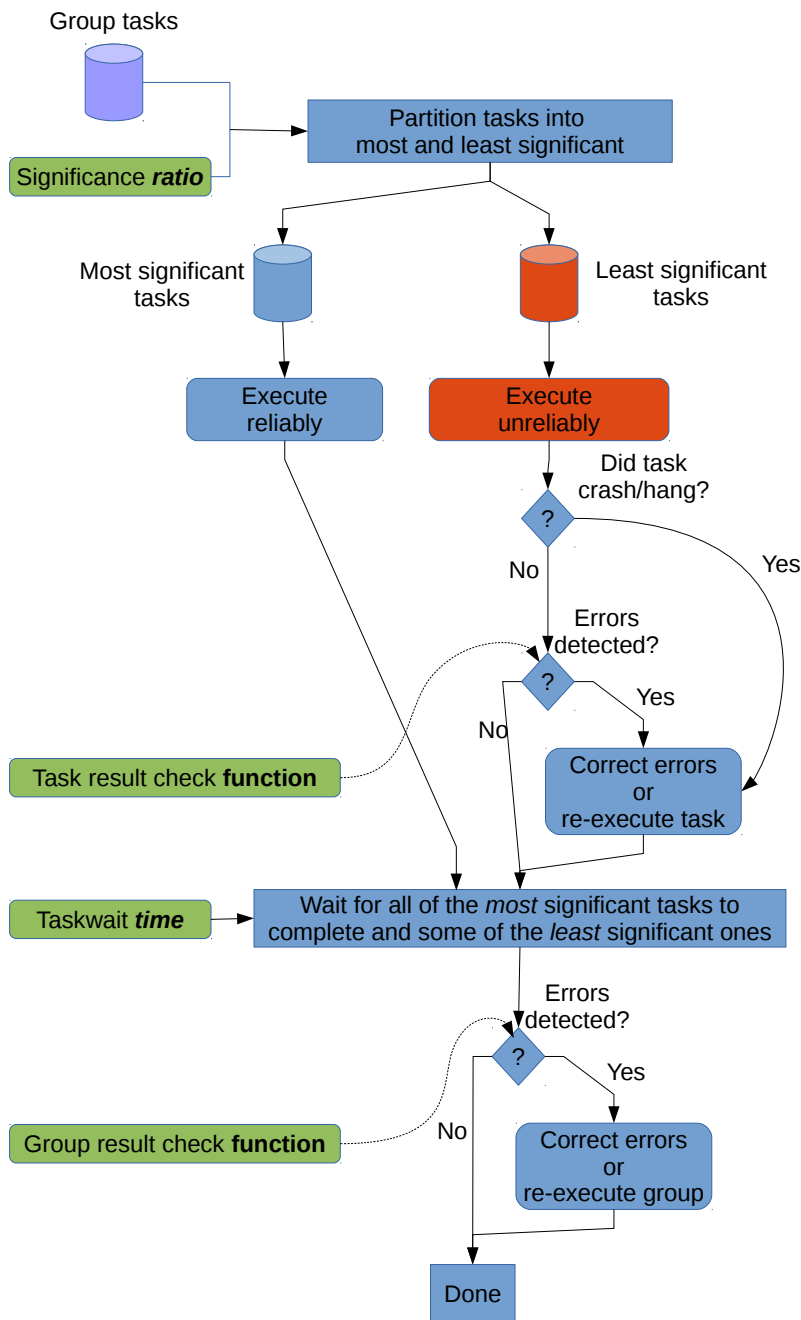 Group tasks
Partition tasks into
most and least significant
Significance ratio
Most significant
tasks
Least significant
tasks
Execute
reliably
Execute
unreliably
Did task
crash/hang?
?
Yes
No
Errors
detected?
?
Yes
No
Task result check function
Correct errors
or
re-execute task
Taskwait time
Wait for all of the most significant tasks to
complete and some of the least significant ones
Errors
detected?
?
Yes
No
Group result check function
Correct errors
or
re-execute group
Done